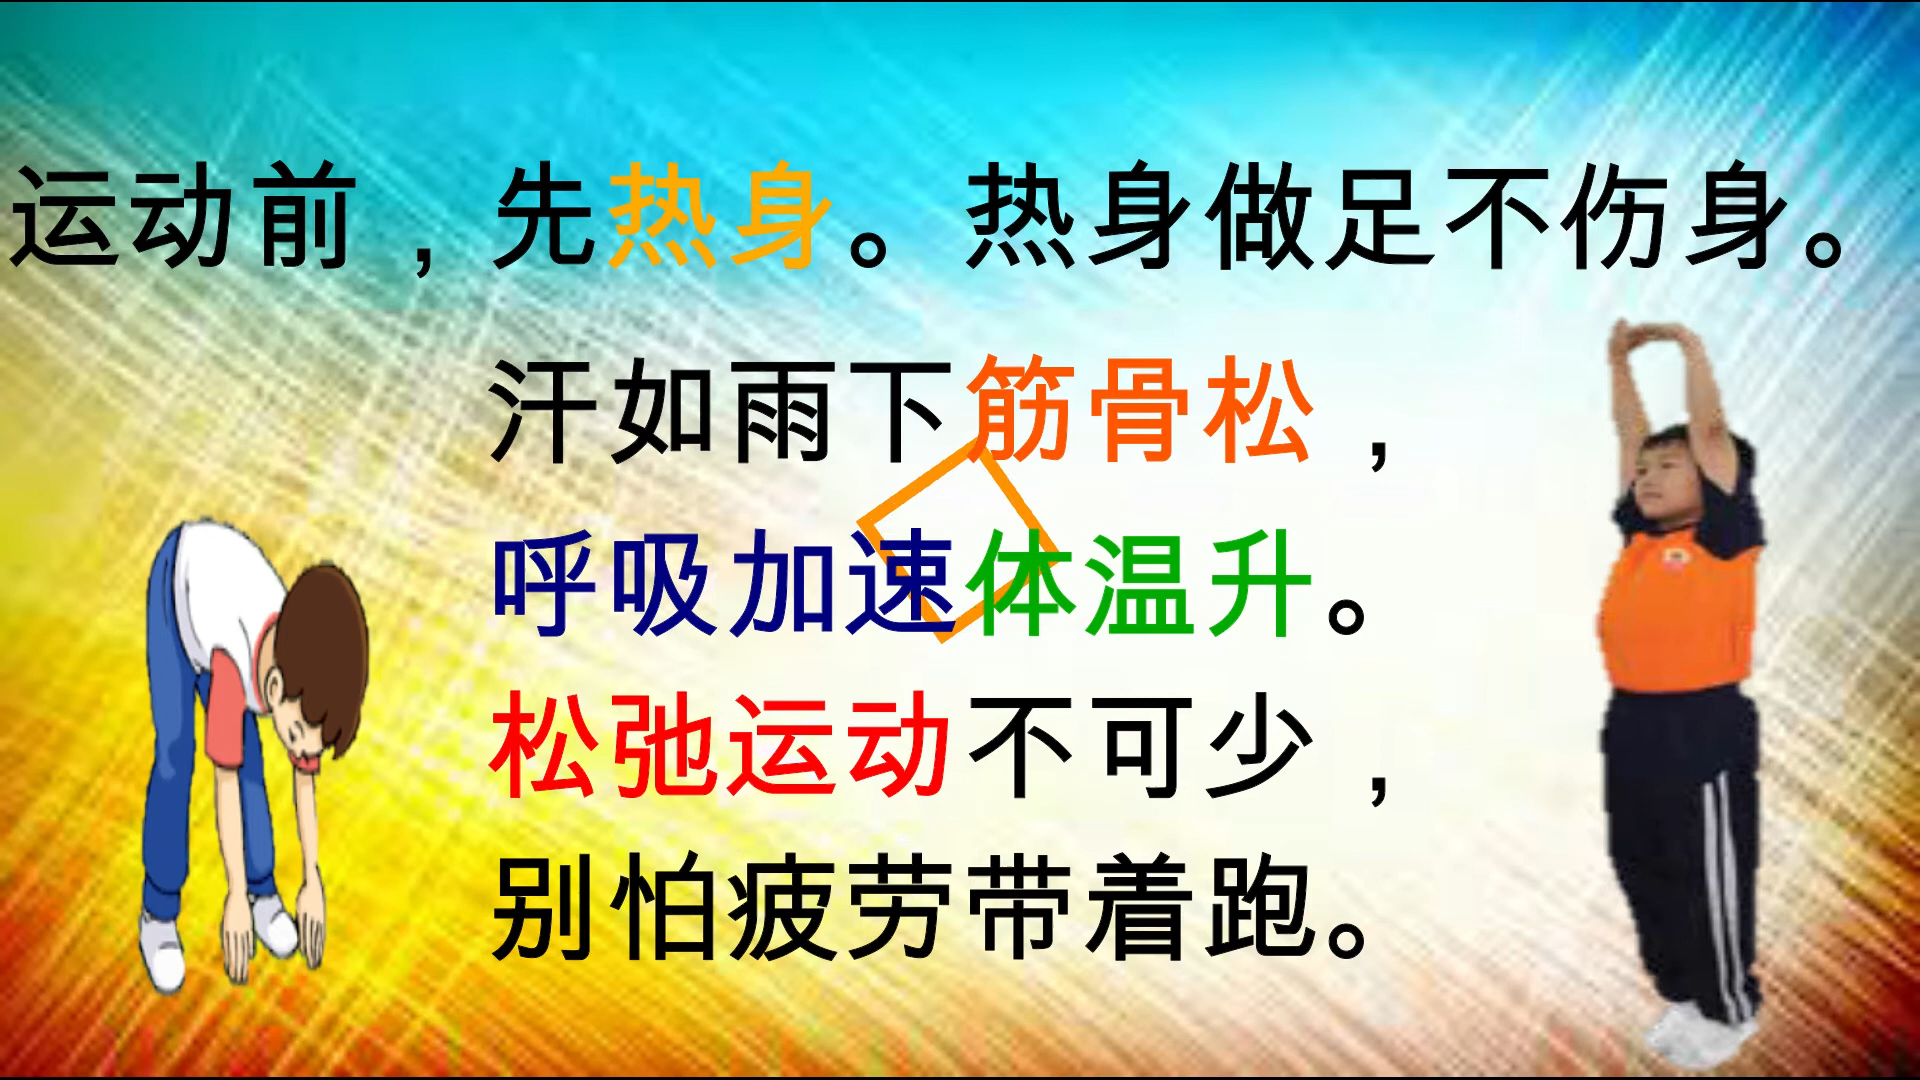 运动前，先热身。热身做足不伤身。
汗如雨下筋骨松，
呼吸加速体温升。
松弛运动不可少，
别怕疲劳带着跑。